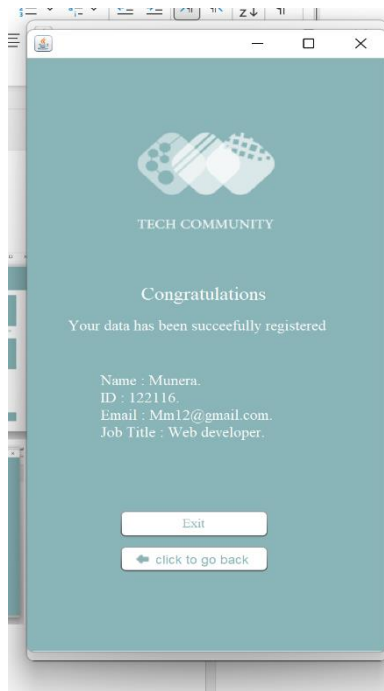 TECH COMMUNITY
Congratulations
Your data has been succeefully registered
Name : Munera.
ID : 122116.
Email : Mm12@gmail.com.
Job Title : Web developer.
Exit
click to go back